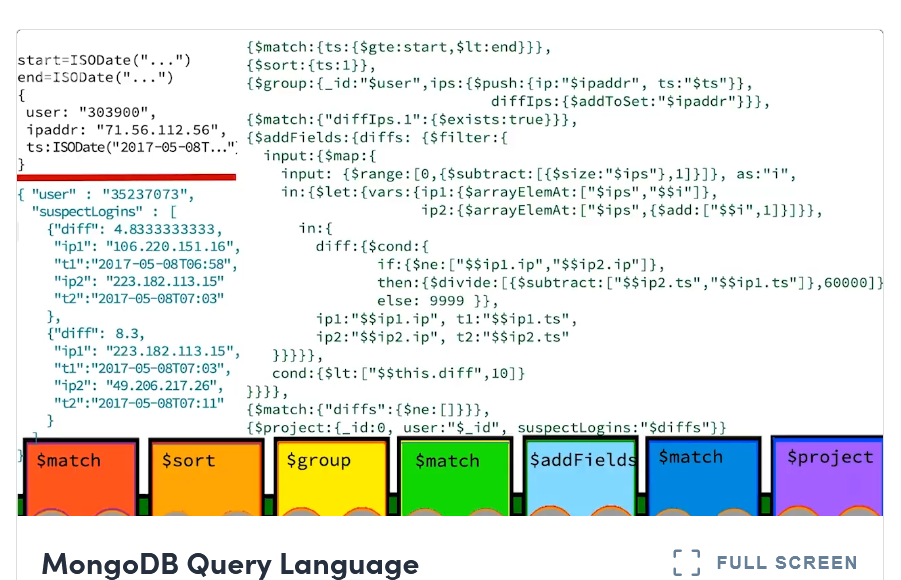 start=ISODate("...")
end=ISODate("...")
{
user: "303900",
ipaddr: "71.56.112.56",
ts:ISODate("2017-05-08T..."
}
{ "user" : "35237073",
"suspectLogins" : [
{"diff": 4.8333333333,
"ip1": "106.220.151.16",
"t1":"2017-05-08T06:58",
"ip2": "223.182.113.15"
"t2":"2017-05-08T07:03"
},
{"diff": 8.3,
"ip1": "223.182.113.15",
"t1":"2017-05-08T07:03",
"ip2": "49.206.217.26",
"t2":"2017-05-08T07:11"
}
]
}
{$match:{ts:{$gte:start,$lt:end}}},
{$sort:{ts:1}},
{$group:{_id:"$user",ips:{$push:{ip:"$ipaddr", ts:"$ts"}},
diffIps:{$addToSet:"$ipaddr"}}},
{$match:{"diffIps.1":{$exists:true}}},
{$addFields:{diffs: {$filter:{
input:{$map:{
input: {$range:[0,{$subtract:[{$size:"$ips"},1]}]}, as:"i",
in:{$let:{vars:{ip1:{$arrayElemAt:["$ips","$$i"]},
ip2:{$arrayElemAt:["$ips",{$add:["$$i",1]}]}},
in:{
diff:{$cond:{
if:{$ne:["$$ip1.ip","$$ip2.ip"]},
then:{$divide:[{$subtract:["$$ip2.ts","$$ip1.ts"]},60000]}
else: 9999 }},
ip1:"$$ip1.ip", t1:"$$ip1.ts",
ip2:"$$ip2.ip", t2:"$$ip2.ts"
}}}}},
cond:{$lt:["$$this.diff",10]}
}}}},
{$match:{"diffs":{$ne:[]}}},
{$project:{_id:0, user:"$_id", suspectLogins:"$diffs"}}
$match
$sort
$group
$match
$addFields
$match
$project
MongoDB Query Language
FULL SCREEN